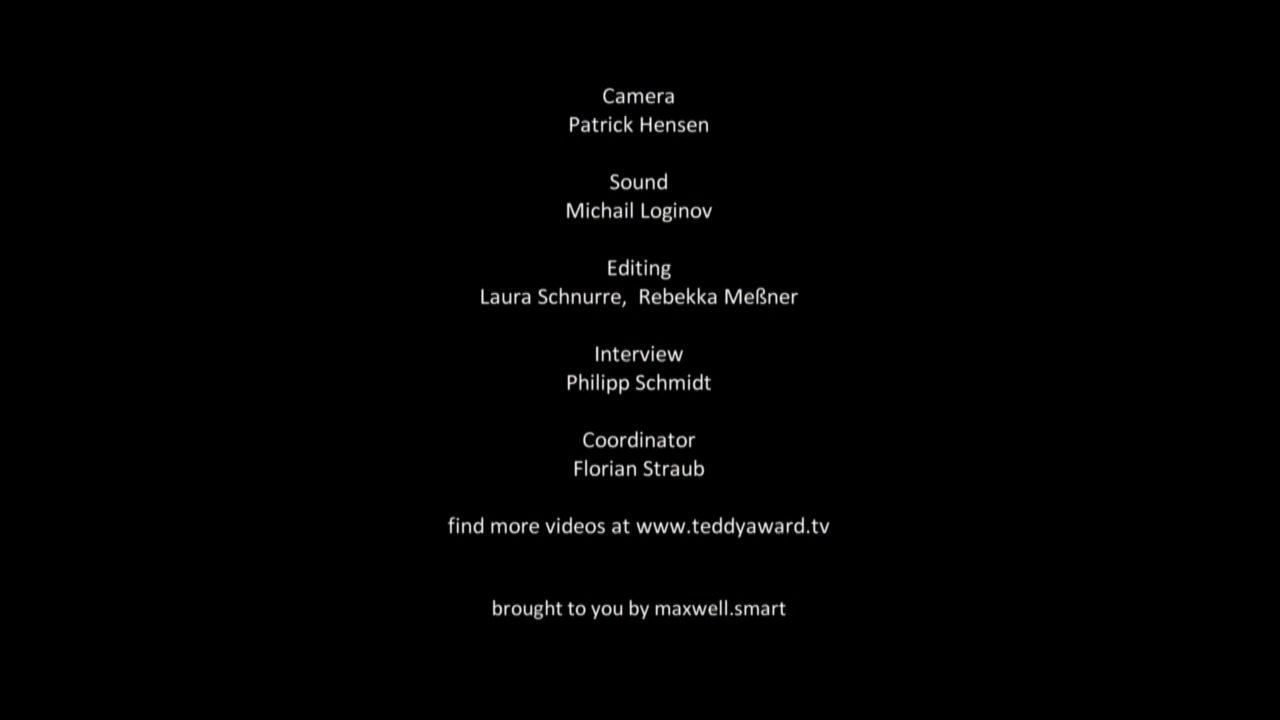 Camera
Patrick Hensen
Sound
Michail Loginov
Editing
Laura Schnurre,  Rebekka Meßner
Interview
Philipp Schmidt
Coordinator
Florian Straub
find more videos at www.teddyaward.tv
brought to you by maxwell.smart